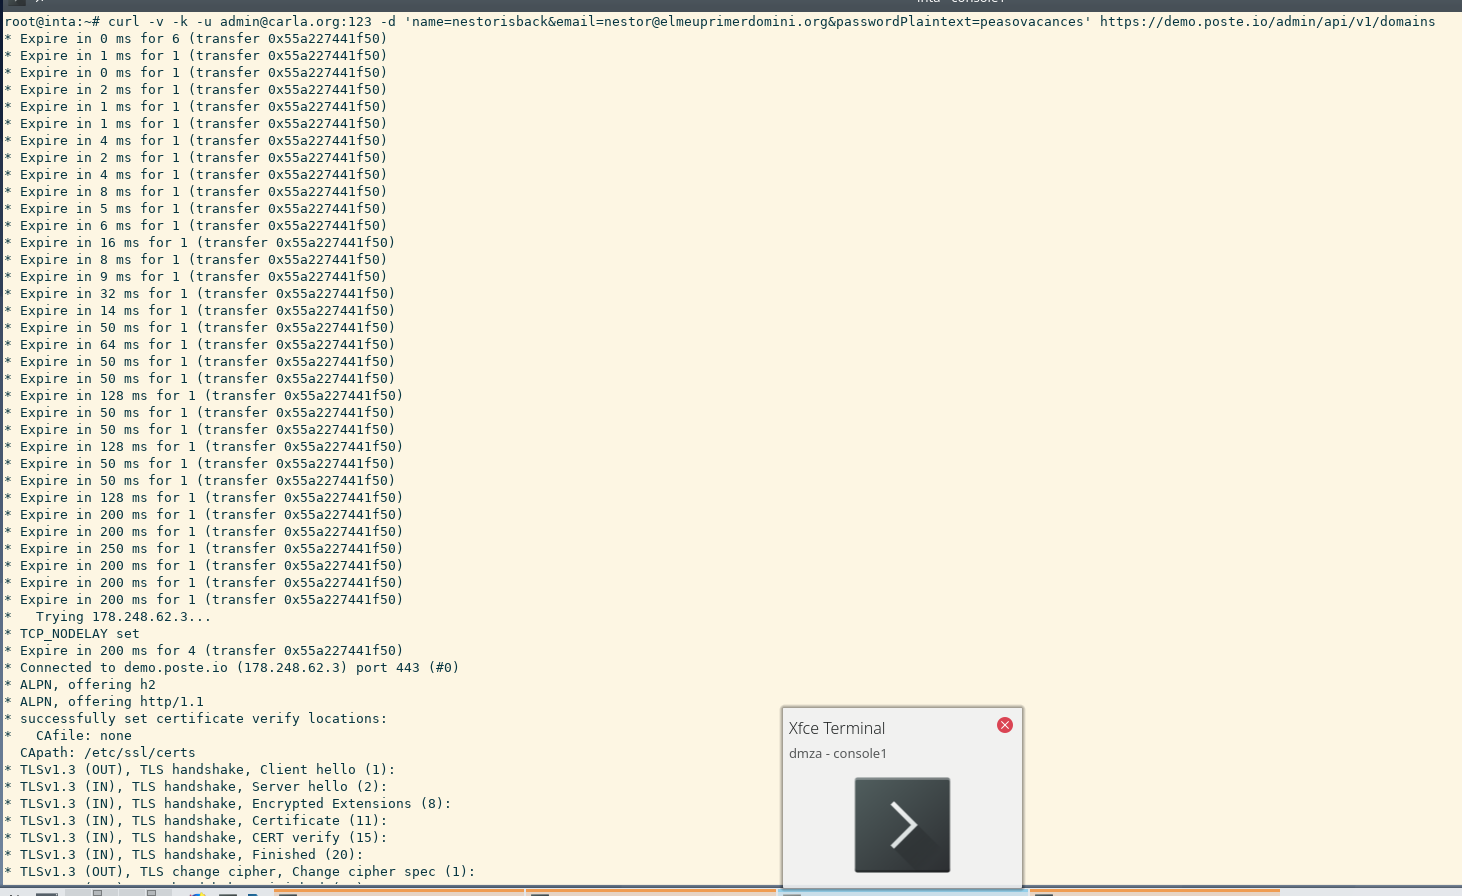 root@inta:~# curl -v -k -u admin@carla.org:123 -d 'name=nestorisback&email=nestor@elmeuprimerdomini.org&passwordPlaintext=peasovacances' https://demo.poste.io/admin/api/v1/domains
* Expire in 0 ms for 6 (transfer 0x55a227441f50)
* Expire in 1 ms for 1 (transfer 0x55a227441f50)
* Expire in 0 ms for 1 (transfer 0x55a227441f50)
* Expire in 2 ms for 1 (transfer 0x55a227441f50)
* Expire in 1 ms for 1 (transfer 0x55a227441f50)
* Expire in 1 ms for 1 (transfer 0x55a227441f50)
* Expire in 4 ms for 1 (transfer 0x55a227441f50)
* Expire in 2 ms for 1 (transfer 0x55a227441f50)
* Expire in 4 ms for 1 (transfer 0x55a227441f50)
* Expire in 8 ms for 1 (transfer 0x55a227441f50)
* Expire in 5 ms for 1 (transfer 0x55a227441f50)
* Expire in 6 ms for 1 (transfer 0x55a227441f50)
* Expire in 16 ms for 1 (transfer 0x55a227441f50)
* Expire in 8 ms for 1 (transfer 0x55a227441f50)
* Expire in 9 ms for 1 (transfer 0x55a227441f50)
* Expire in 32 ms for 1 (transfer 0x55a227441f50)
* Expire in 14 ms for 1 (transfer 0x55a227441f50)
* Expire in 50 ms for 1 (transfer 0x55a227441f50)
* Expire in 64 ms for 1 (transfer 0x55a227441f50)
* Expire in 50 ms for 1 (transfer 0x55a227441f50)
* Expire in 50 ms for 1 (transfer 0x55a227441f50)
* Expire in 128 ms for 1 (transfer 0x55a227441f50)
* Expire in 50 ms for 1 (transfer 0x55a227441f50)
* Expire in 50 ms for 1 (transfer 0x55a227441f50)
* Expire in 128 ms for 1 (transfer 0x55a227441f50)
* Expire in 50 ms for 1 (transfer 0x55a227441f50)
* Expire in 50 ms for 1 (transfer 0x55a227441f50)
* Expire in 128 ms for 1 (transfer 0x55a227441f50)
* Expire in 200 ms for 1 (transfer 0x55a227441f50)
* Expire in 200 ms for 1 (transfer 0x55a227441f50)
* Expire in 250 ms for 1 (transfer 0x55a227441f50)
* Expire in 200 ms for 1 (transfer 0x55a227441f50)
* Expire in 200 ms for 1 (transfer 0x55a227441f50)
* Expire in 200 ms for 1 (transfer 0x55a227441f50)
*   Trying 178.248.62.3...
* TCP_NODELAY set
* Expire in 200 ms for 4 (transfer 0x55a227441f50)
* Connected to demo.poste.io (178.248.62.3) port 443 (#0)
* ALPN, offering h2
* ALPN, offering http/1.1
* successfully set certificate verify locations:
*   CAfile: none
  CApath: /etc/ssl/certs
* TLSv1.3 (OUT), TLS handshake, Client hello (1):
* TLSv1.3 (IN), TLS handshake, Server hello (2):
* TLSv1.3 (IN), TLS handshake, Encrypted Extensions (8):
* TLSv1.3 (IN), TLS handshake, Certificate (11):
* TLSv1.3 (IN), TLS handshake, CERT verify (15):
* TLSv1.3 (IN), TLS handshake, Finished (20):
* TLSv1.3 (OUT), TLS change cipher, Change cipher spec (1):
Xfce Terminal
dmza - console1